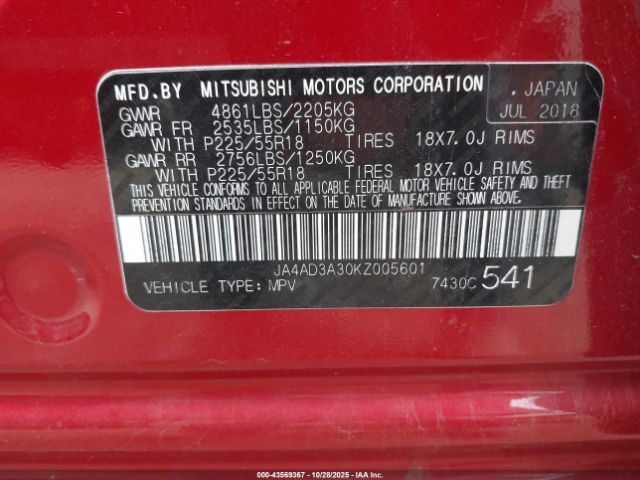 MFD.BY MITSUBISHI MOTORS CORPORATION . JAPAN
GVWR 4861LBS/2205KG JUL 2018
GAWR FR 2535LBS/1150KG
WITH P225/55R18 TIRES 18X7.0J RIMS
GAWR RR 2756LBS/1250KG
WITH P225/55R18 TIRES 18X7.0J RIMS
THIS VEHICLE CONFORMS TO ALL APPLICABLE FEDERAL MOTOR VEHICLE SAFETY AND THEFT
PREVENTION STANDARDS IN EFFECT ON THE DATE OF MANUFACTURE SHOWN ABOVE.
JA4AD3A30KZ005601
VEHICLE TYPE: MPV 7430C 541
000-43569367 | 10/28/2025 | IAA, Inc.